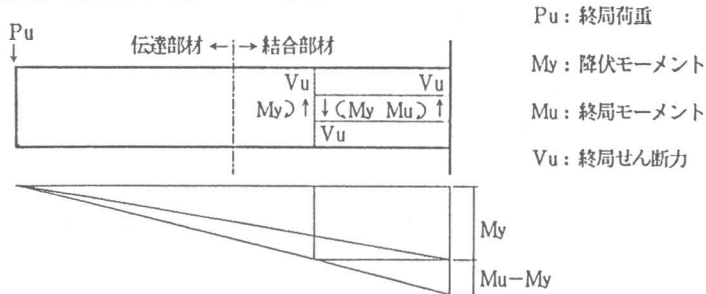 Pu
伝達部材 ←→ 結合部材
Vu Vu
My) ↑ ↓ (My Mu) ↑
Vu
My
Mu−My
Pu : 終局荷重
My : 降伏モーメント
Mu : 終局モーメント
Vu : 終局せん断力